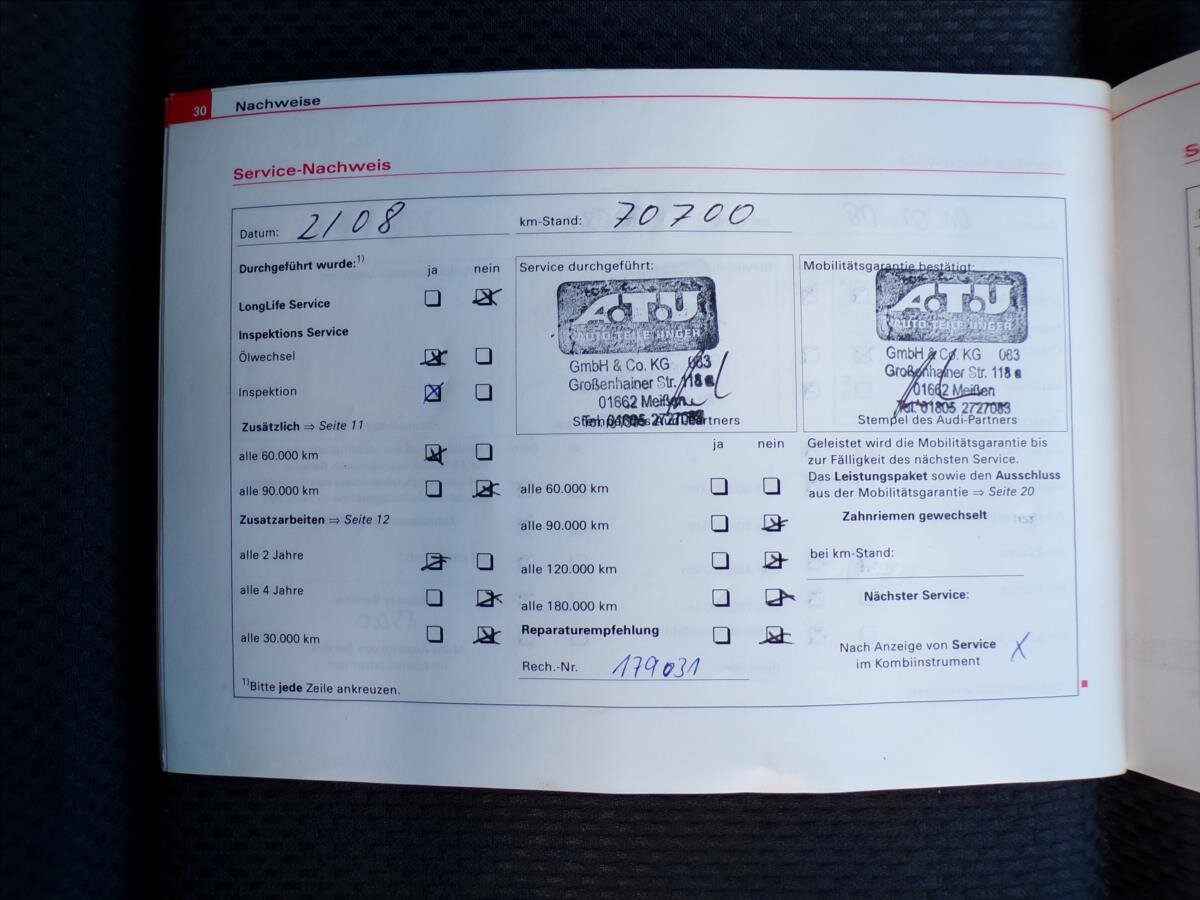 30 Nachweise
Service-Nachweis
Datum: 2/08 km-Stand: 70700
Durchgeführt wurde:1) ja nein
LongLife Service
Inspektions Service
Ölwechsel
Inspektion
Zusätzlich ⇒ Seite 11
alle 60.000 km
alle 90.000 km
Zusatzarbeiten ⇒ Seite 12
alle 2 Jahre
alle 4 Jahre
alle 30.000 km
1)Bitte jede Zeile ankreuzen.
Service durchgeführt:
A.T.U
AUTO-TEILE-UNGER
GmbH & Co. KG 083
Großenhainer Str. 118 a
01662 Meißen
Tel. 01805 2727083
Stempel des Audi-Partners
ja nein
alle 60.000 km
alle 90.000 km
alle 120.000 km
alle 180.000 km
Reparaturempfehlung
Rech.-Nr. 179031
Mobilitätsgarantie bestätigt:
A.T.U
AUTO-TEILE-UNGER
GmbH & Co. KG 083
Großenhainer Str. 118 a
01662 Meißen
Tel. 01805 2727083
Stempel des Audi-Partners
Geleistet wird die Mobilitätsgarantie bis
zur Fälligkeit des nächsten Service.
Das Leistungspaket sowie den Ausschluss
aus der Mobilitätsgarantie ⇒ Seite 20
Zahnriemen gewechselt
bei km-Stand:
Nächster Service:
Nach Anzeige von Service X
im Kombiinstrument